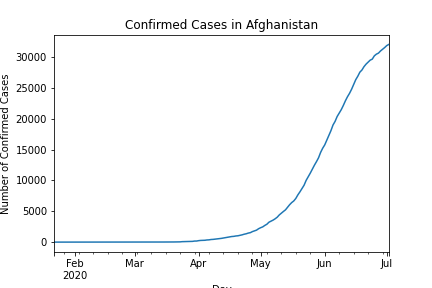 Confirmed Cases in Afghanistan
Number of Confirmed Cases
30000
25000
20000
15000
10000
5000
0
Feb
2020
Mar
Apr
May
Jun
Jul